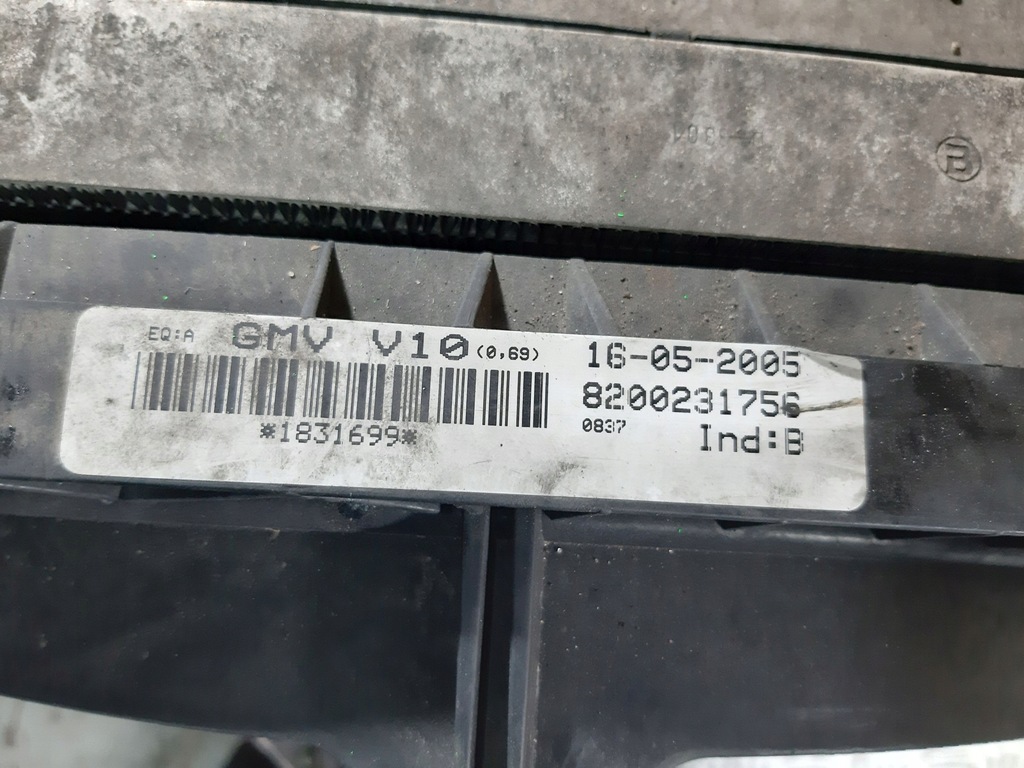 EQ:A GMV V10 (0,69) 16-05-2005
8200231756
*1831699* 0837 Ind:B